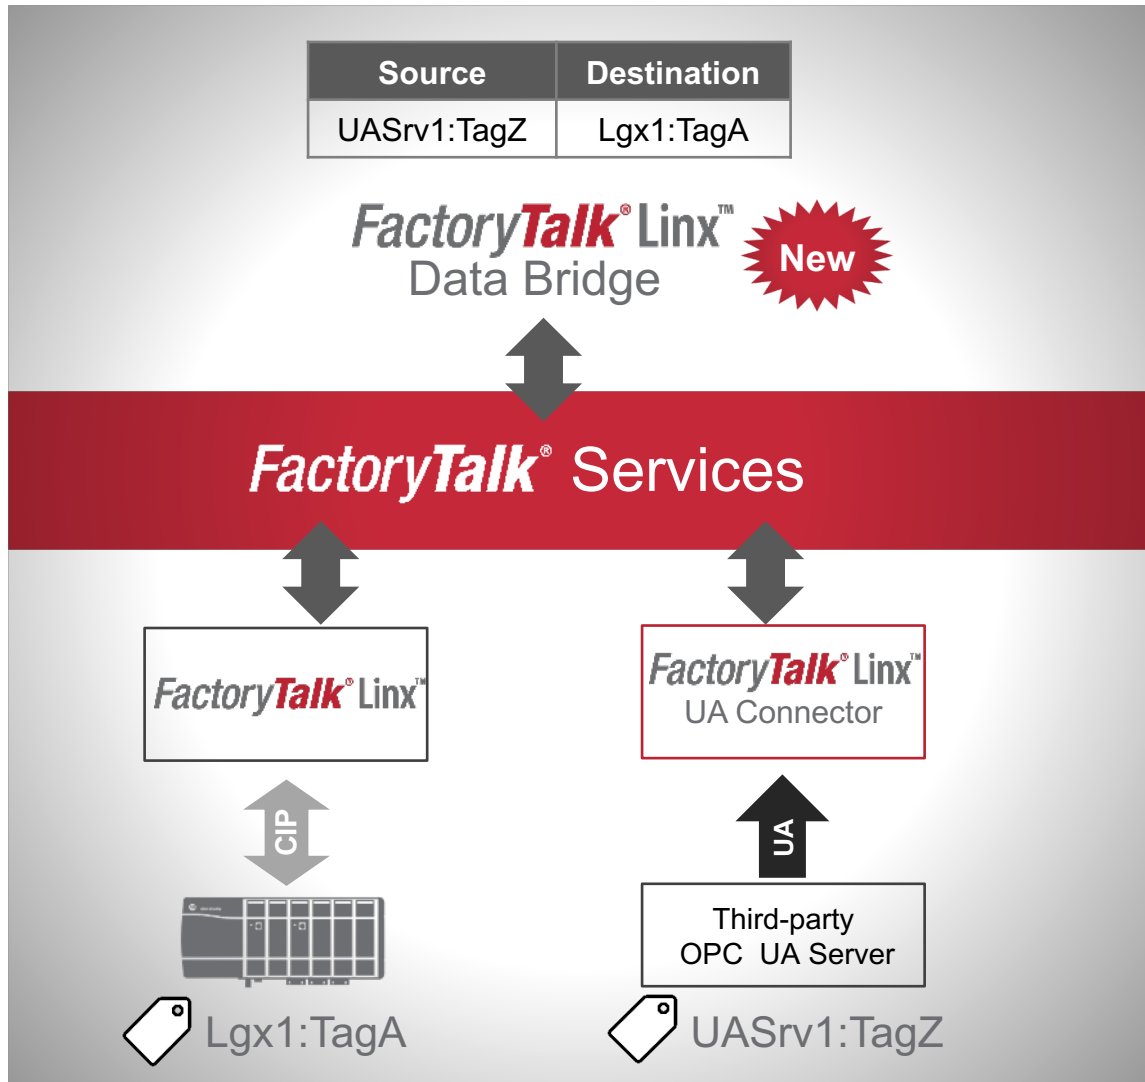 Source Destination
UASrv1:TagZ Lgx1:TagA
FactoryTalk® Linx™
Data Bridge
New
FactoryTalk® Services
FactoryTalk® Linx™
CIP
Lgx1:TagA
FactoryTalk® Linx™
UA Connector
UA
Third-party
OPC UA Server
UASrv1:TagZ